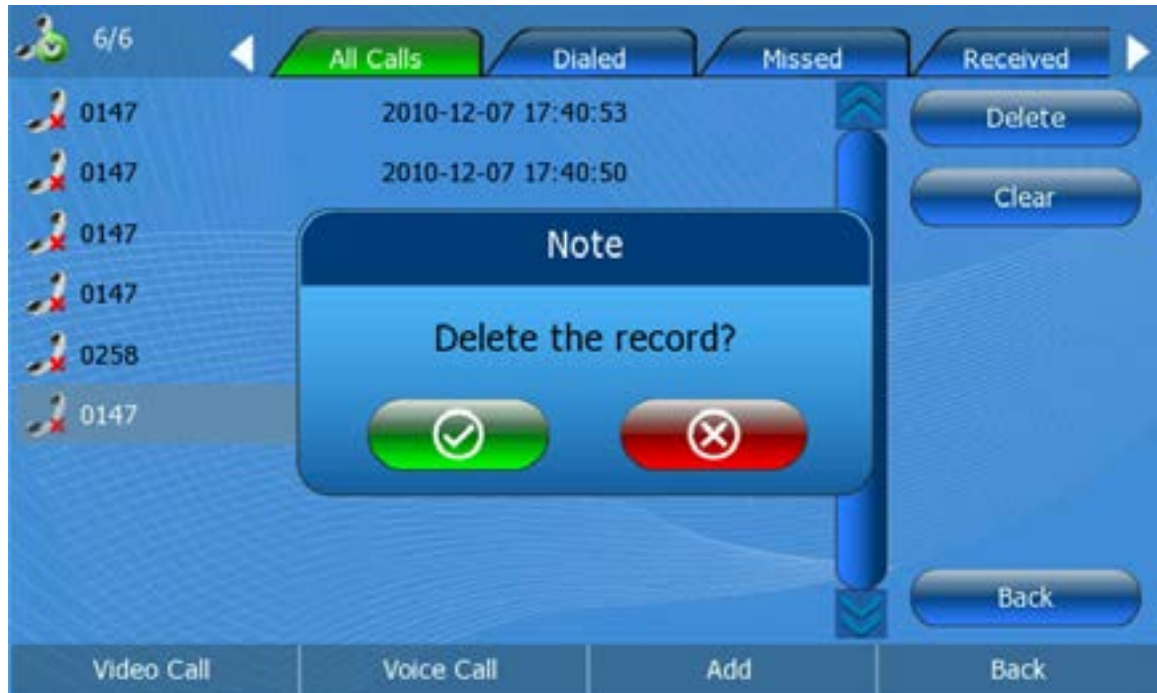 6/6
All Calls
Dialed
Missed
Received
0147 2010-12-07 17:40:53
Delete
0147 2010-12-07 17:40:50
Clear
0147
Note
0147
Delete the record?
0258
0147
Back
Video Call
Voice Call
Add
Back